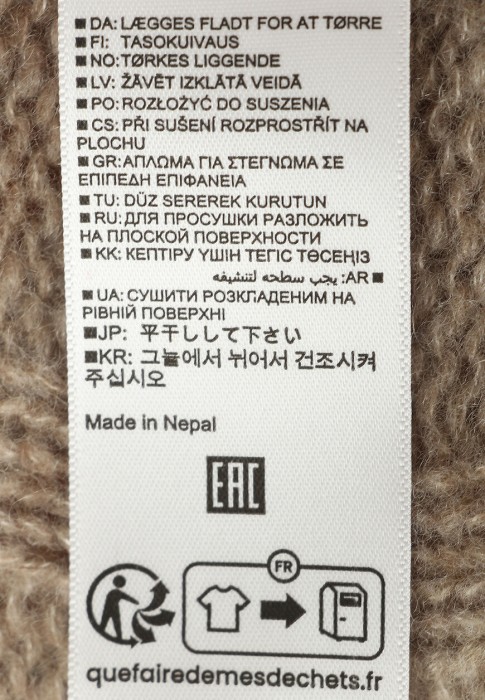 ■ DA: LÆGGES FLADT FOR AT TØRRE
■ FI: TASOKUIVAUS
■ NO:TØRKES LIGGENDE
■ LV: ŽĀVĒT IZKLĀTĀ VEIDĀ
■ PO:ROZŁOŻYĆ DO SUSZENIA
■ CS:PŘI SUŠENÍ ROZPROSTŘÍT NA
PLOCHU
■ GR:ΑΠΛΩΜΑ ΓΙΑ ΣΤΕΓΝΩΜΑ ΣΕ
ΕΠΙΠΕΔΗ ΕΠΙΦΑΝΕΙΑ
■ TU: DÜZ SEREREK KURUTUN
■ RU:ДЛЯ ПРОСУШКИ РАЗЛОЖИТЬ
НА ПЛОСКОЙ ПОВЕРХНОСТИ
■ KK: КЕПТІРУ ҮШІН ТЕГІС ТӨСЕҢІЗ
■ AR: يجب سطحه لتنشيفه
■ UA: СУШИТИ РОЗКЛАДЕНИМ НА
РІВНІЙ ПОВЕРХНІ
■JP: 平干しして下さい
■KR: 그늘에서 뉘어서 건조시켜
주십시오
Made in Nepal
EAC
FR
quefairedemesdechets.fr